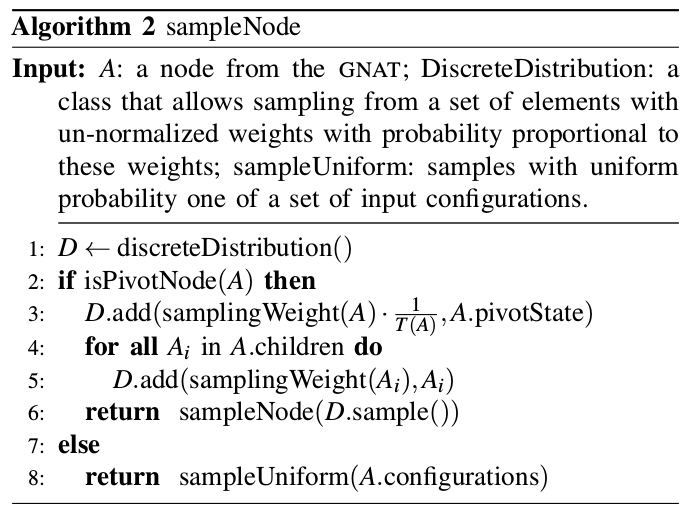 Algorithm 2 sampleNode
Input: A: a node from the GNAT; DiscreteDistribution: a
class that allows sampling from a set of elements with
un-normalized weights with probability proportional to
these weights; sampleUniform: samples with uniform
probability one of a set of input configurations.
1: D ← discreteDistribution()
2: if isPivotNode(A) then
3: D.add(samplingWeight(A) · 1/T(A), A.pivotState)
4: for all A_i in A.children do
5: D.add(samplingWeight(A_i), A_i)
6: return sampleNode(D.sample())
7: else
8: return sampleUniform(A.configurations)